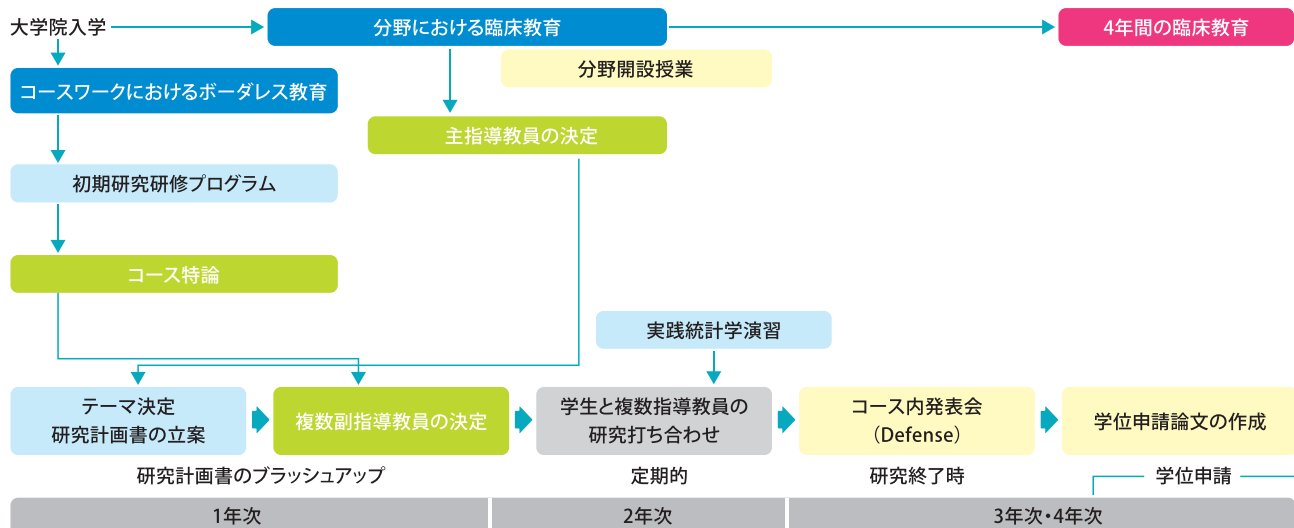 大学院入学
分野における臨床教育
4年間の臨床教育
分野開設授業
コースワークにおけるボーダレス教育
主指導教員の決定
初期研究研修プログラム
コース特論
実践統計学演習
テーマ決定
研究計画書の立案
複数副指導教員の決定
学生と複数指導教員の
研究打ち合わせ
コース内発表会
（Defense）
学位申請論文の作成
研究計画書のブラッシュアップ
定期的
研究終了時
学位申請
1年次
2年次
3年次・4年次